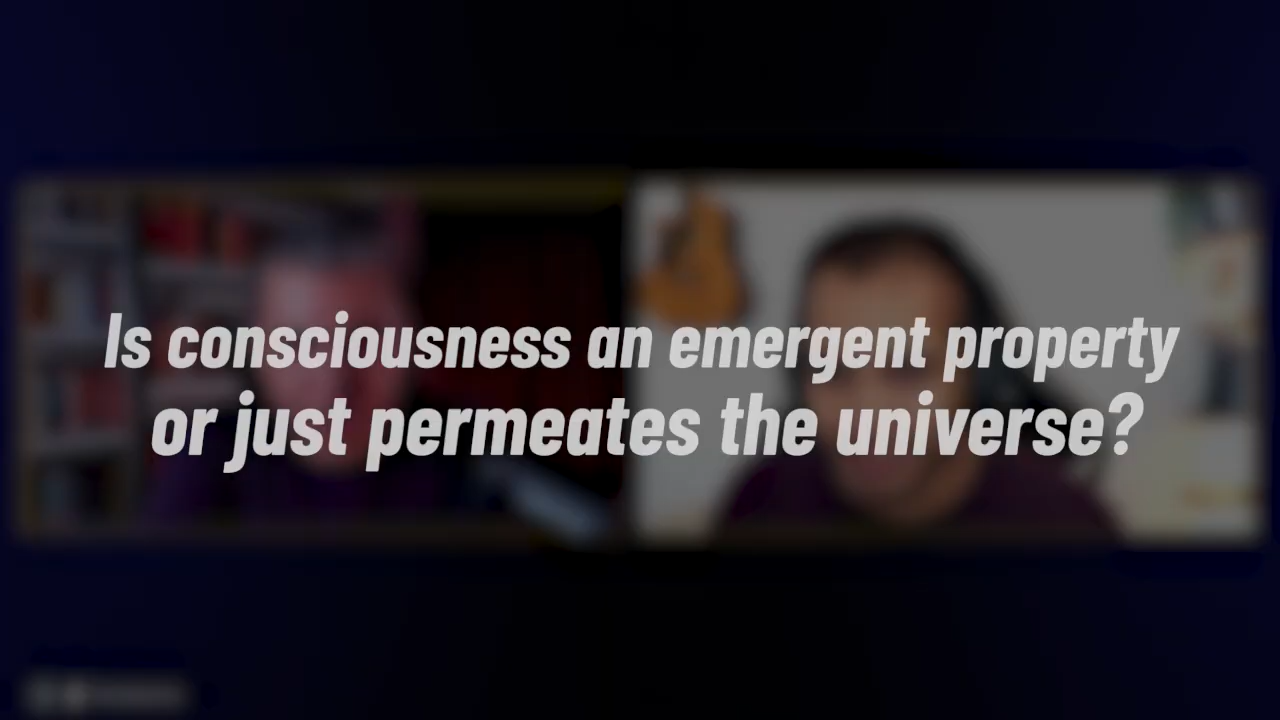 Is consciousness an emergent property
or just permeates the universe?